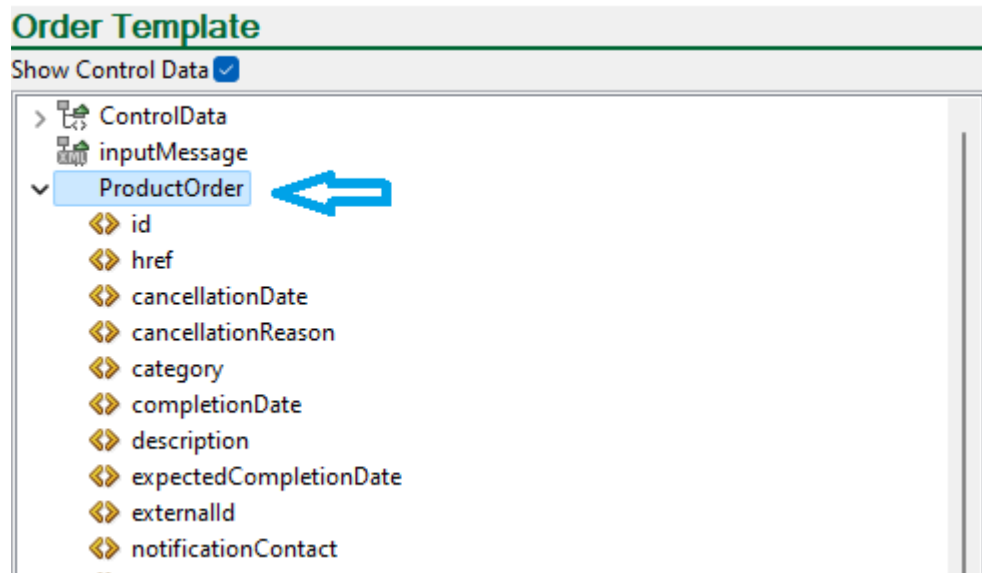 Order Template
Show Control Data
ControlData
inputMessage
ProductOrder
id
href
cancellationDate
cancellationReason
category
completionDate
description
expectedCompletionDate
externalId
notificationContact